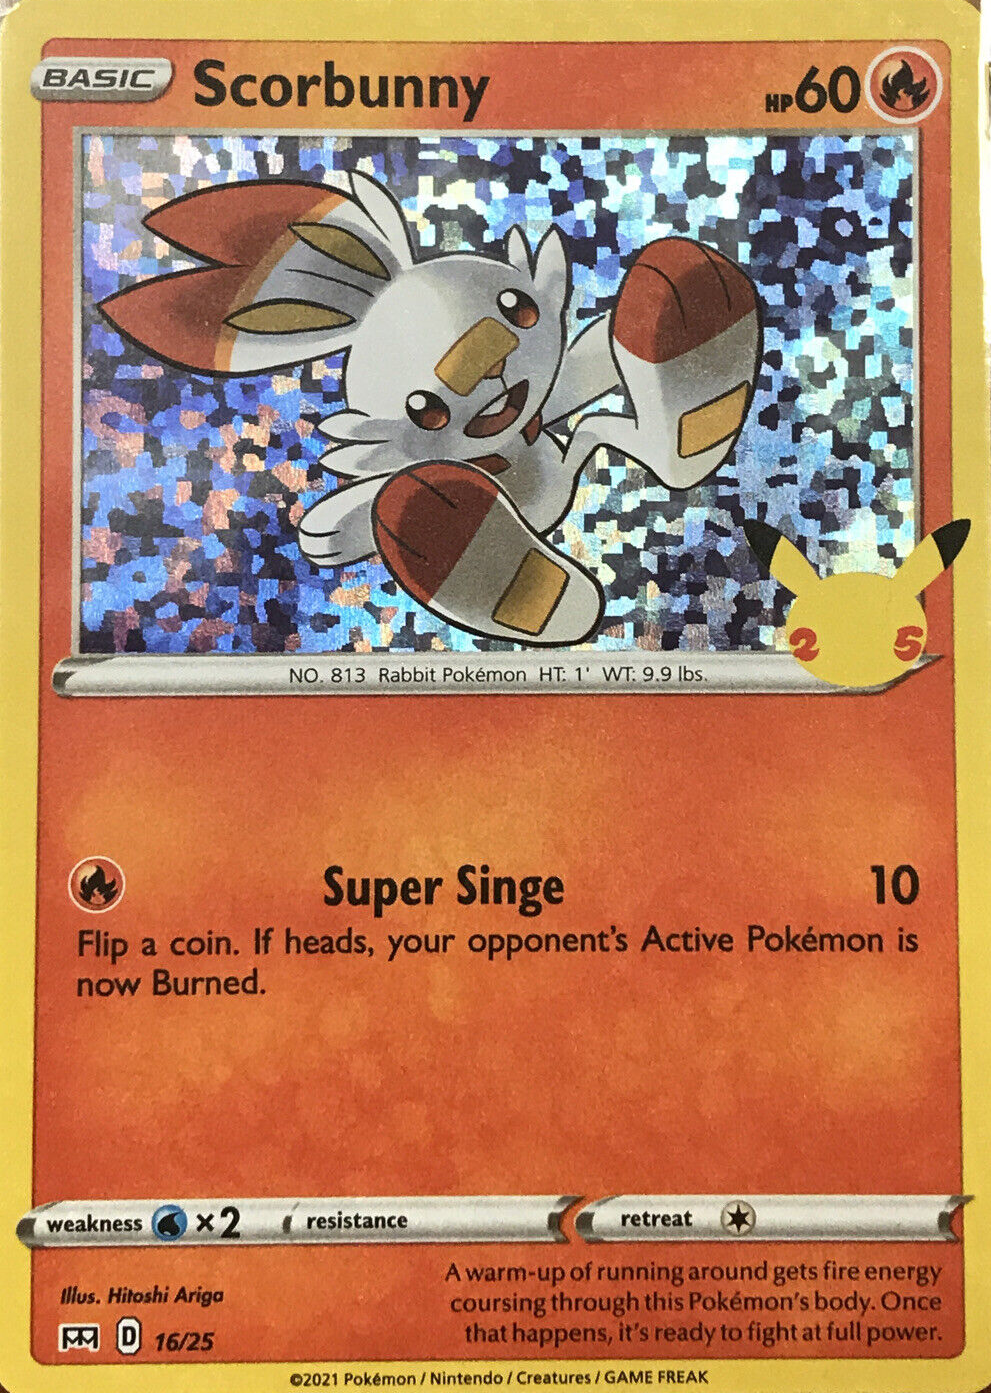 BASIC Scorbunny HP60
25
NO. 813 Rabbit Pokémon HT: 1' WT: 9.9 lbs.
Super Singe 10
Flip a coin. If heads, your opponent's Active Pokémon is
now Burned.
weakness ×2 resistance retreat
Illus. Hitoshi Ariga
D 16/25
A warm-up of running around gets fire energy
coursing through this Pokémon's body. Once
that happens, it's ready to fight at full power.
©2021 Pokémon / Nintendo / Creatures / GAME FREAK